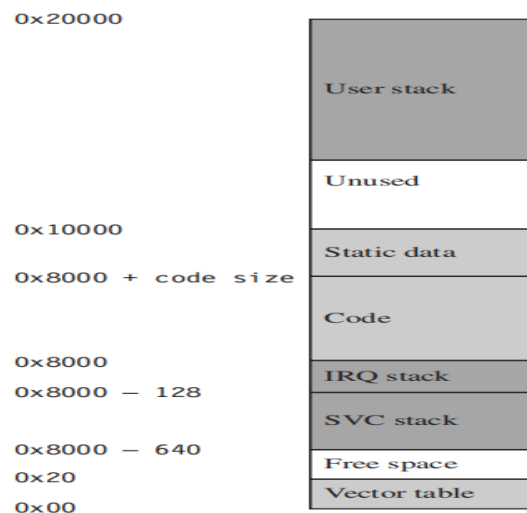 0x20000
User stack
Unused
0x10000
Static data
0x8000 + code size
Code
0x8000
IRQ stack
0x8000 – 128
SVC stack
0x8000 – 640
Free space
0x20
Vector table
0x00